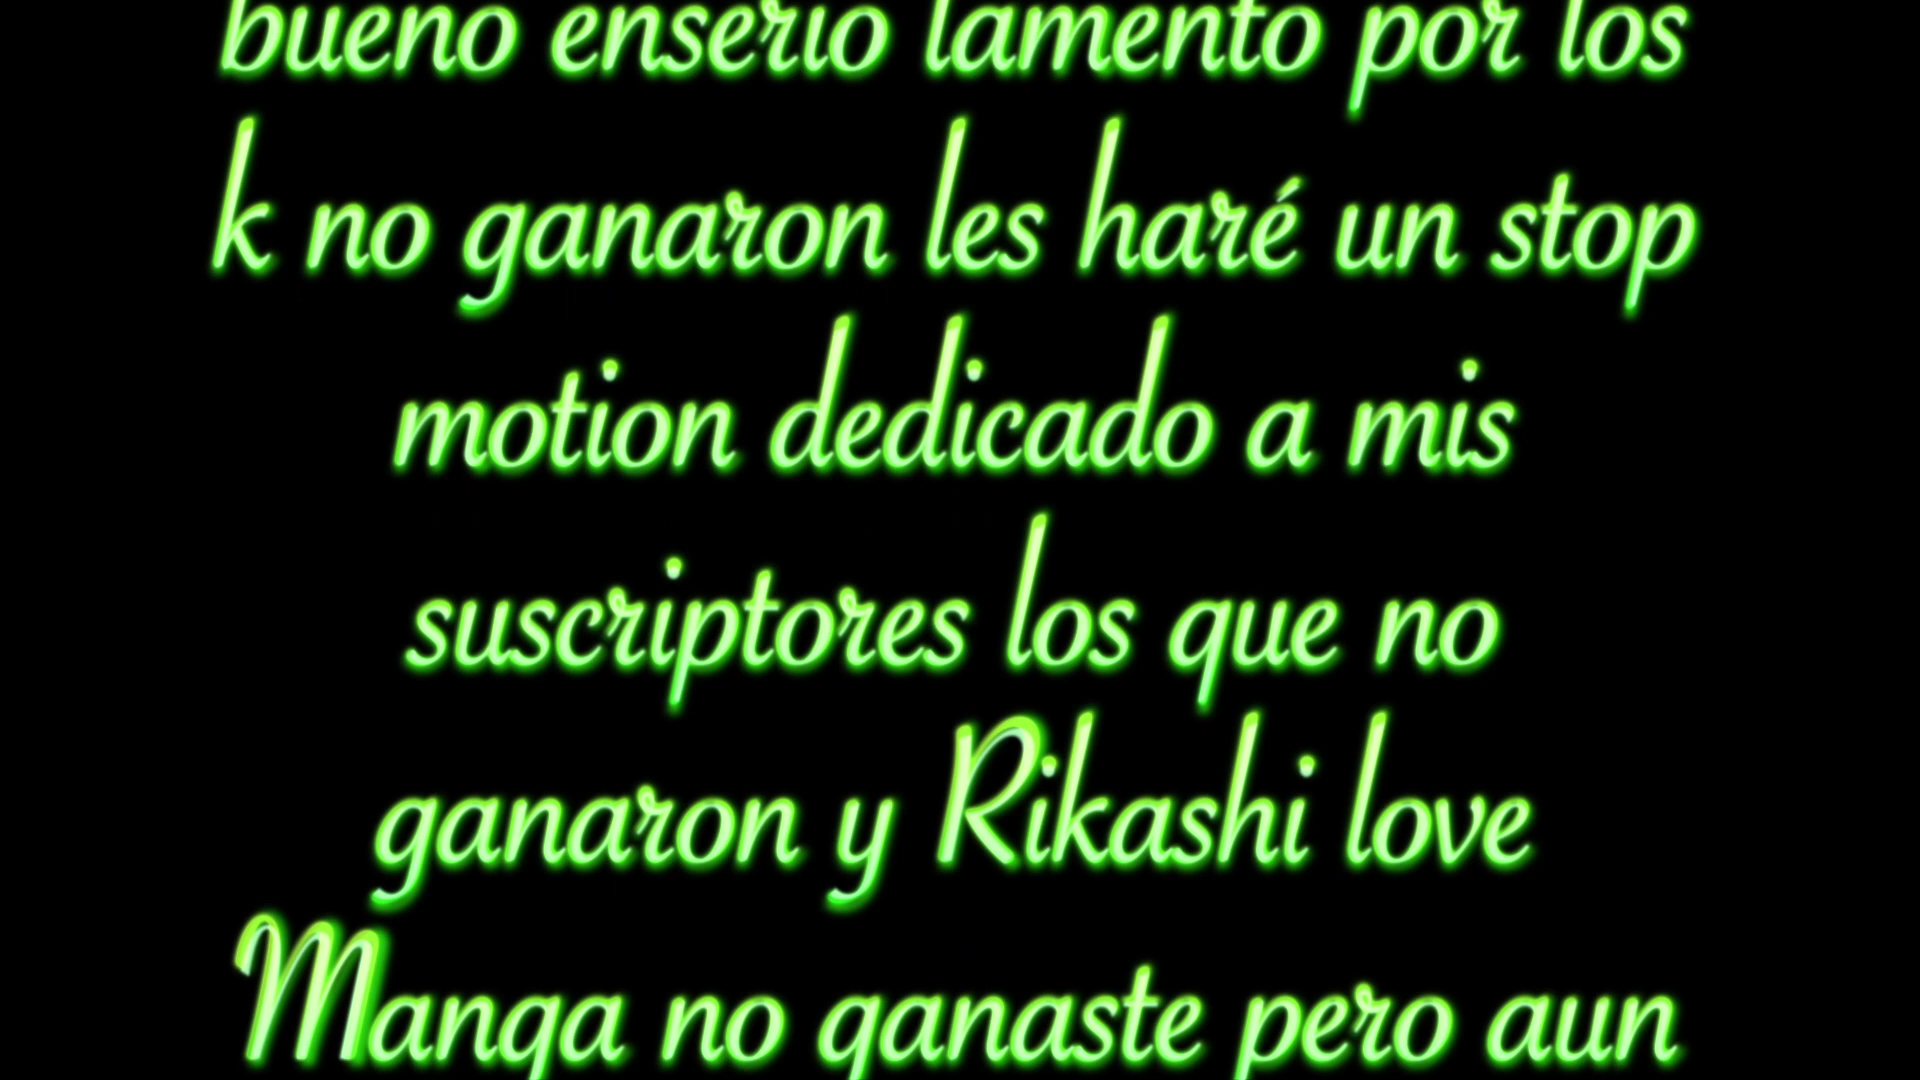 bueno enserio lamento por los
k no ganaron les haré un stop
motion dedicado a mis
suscriptores los que no
ganaron y Rikashi love
Manga no ganaste pero aun